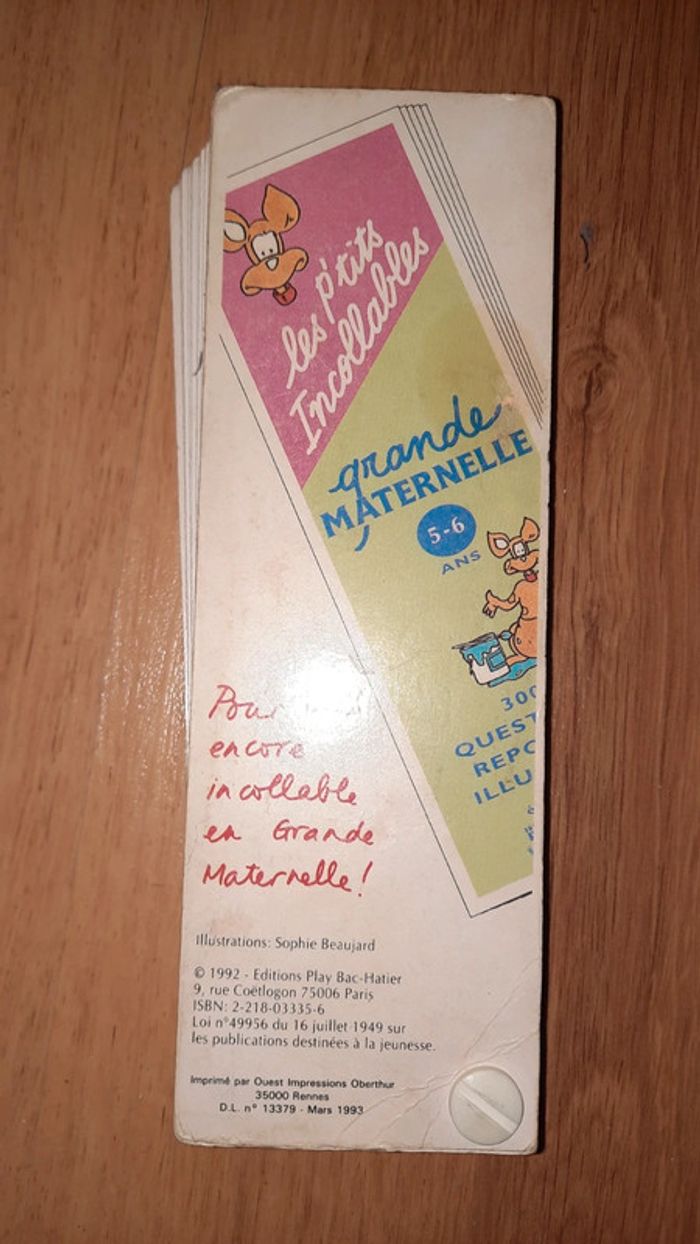 les p'tits
Incollables
grande
MATERNELLE
5-6
ANS
300
QUEST
REPO
ILLU
encore
incollable
en Grande
Maternelle!
Illustrations: Sophie Beaujard
© 1992 - Editions Play Bac-Hatier
9, rue Coëtlogon 75006 Paris
ISBN: 2-218-03335-6
Loi n°49956 du 16 juillet 1949 sur
les publications destinées à la jeunesse.
Imprimé par Ouest Impressions Oberthur
35000 Rennes
D.L. n° 13379 - Mars 1993